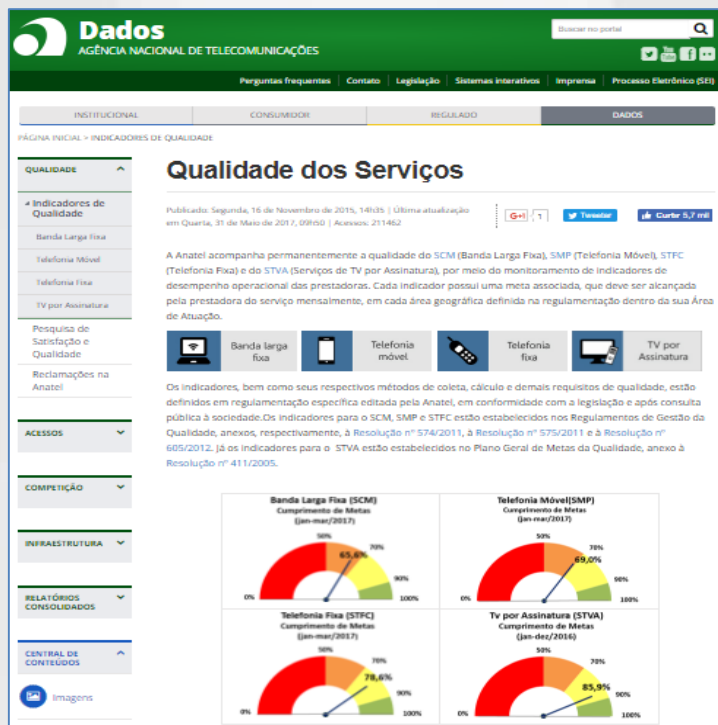 Dados
AGÊNCIA NACIONAL DE TELECOMUNICAÇÕES
Buscar no portal
Perguntas frequentes
Contato
Legislação
Sistemas interativos
Imprensa
Processo Eletrônico (SEI)
INSTITUCIONAL
CONSUMIDOR
REGULADO
DADOS
PÁGINA INICIAL > INDICADORES DE QUALIDADE
QUALIDADE
Indicadores de
Qualidade
Banda Larga Fixa
Telefonia Móvel
Telefonia Fixa
TV por Assinatura
Pesquisa de
Satisfação e
Qualidade
Reclamações na
Anatel
ACESSOS
COMPETIÇÃO
INFRAESTRUTURA
RELATÓRIOS
CONSOLIDADOS
CENTRAL DE
CONTEÚDOS
Imagens
Qualidade dos Serviços
Publicado: Segunda, 16 de Novembro de 2015, 14h35 | Última atualização
em Quarta, 31 de Maio de 2017, 09h50 | Acessos: 211462
G+1
1
Tweetar
Curtir 5,7 mil
A Anatel acompanha permanentemente a qualidade do SCM (Banda Larga Fixa), SMP (Telefonia Móvel), STFC
(Telefonia Fixa) e do STVA (Serviços de TV por Assinatura), por meio do monitoramento de indicadores de
desempenho operacional das prestadoras. Cada indicador possui uma meta associada, que deve ser alcançada
pela prestadora do serviço mensalmente, em cada área geográfica definida na regulamentação dentro da sua Área
de Atuação.
Banda larga
fixa
Telefonia
móvel
Telefonia
fixa
TV por
Assinatura
Os indicadores, bem como seus respectivos métodos de coleta, cálculo e demais requisitos de qualidade, estão
definidos em regulamentação específica editada pela Anatel, em conformidade com a legislação e após consulta
pública à sociedade.Os indicadores para o SCM, SMP e STFC estão estabelecidos nos Regulamentos de Gestão da
Qualidade, anexos, respectivamente, à Resolução nº 574/2011, à Resolução nº 575/2011 e à Resolução nº
605/2012. Já os indicadores para o STVA estão estabelecidos no Plano Geral de Metas da Qualidade, anexo à
Resolução nº 411/2005.
Banda Larga Fixa (SCM)
Cumprimento de Metas
(jan-mar/2017)
50%
70%
65,6%
90%
0%
100%
Telefonia Móvel(SMP)
Cumprimento de Metas
(jan-mar/2017)
50%
70%
69,0%
90%
0%
100%
Telefonia Fixa (STFC)
Cumprimento de Metas
(jan-mar/2017)
50%
70%
78,6%
90%
0%
100%
Tv por Assinatura (STVA)
Cumprimento de Metas
(jan-dez/2016)
50%
70%
85,9%
90%
0%
100%